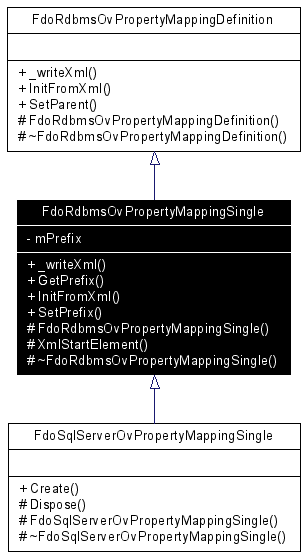 FdoRdbmsOvPropertyMappingDefinition
+ _writeXml()
+ InitFromXml()
+ SetParent()
# FdoRdbmsOvPropertyMappingDefinition()
# ~FdoRdbmsOvPropertyMappingDefinition()
FdoRdbmsOvPropertyMappingSingle
- mPrefix
+ _writeXml()
+ GetPrefix()
+ InitFromXml()
+ SetPrefix()
# FdoRdbmsOvPropertyMappingSingle()
# XmlStartElement()
# ~FdoRdbmsOvPropertyMappingSingle()
FdoSqlServerOvPropertyMappingSingle
+ Create()
# Dispose()
# FdoSqlServerOvPropertyMappingSingle()
# ~FdoSqlServerOvPropertyMappingSingle()